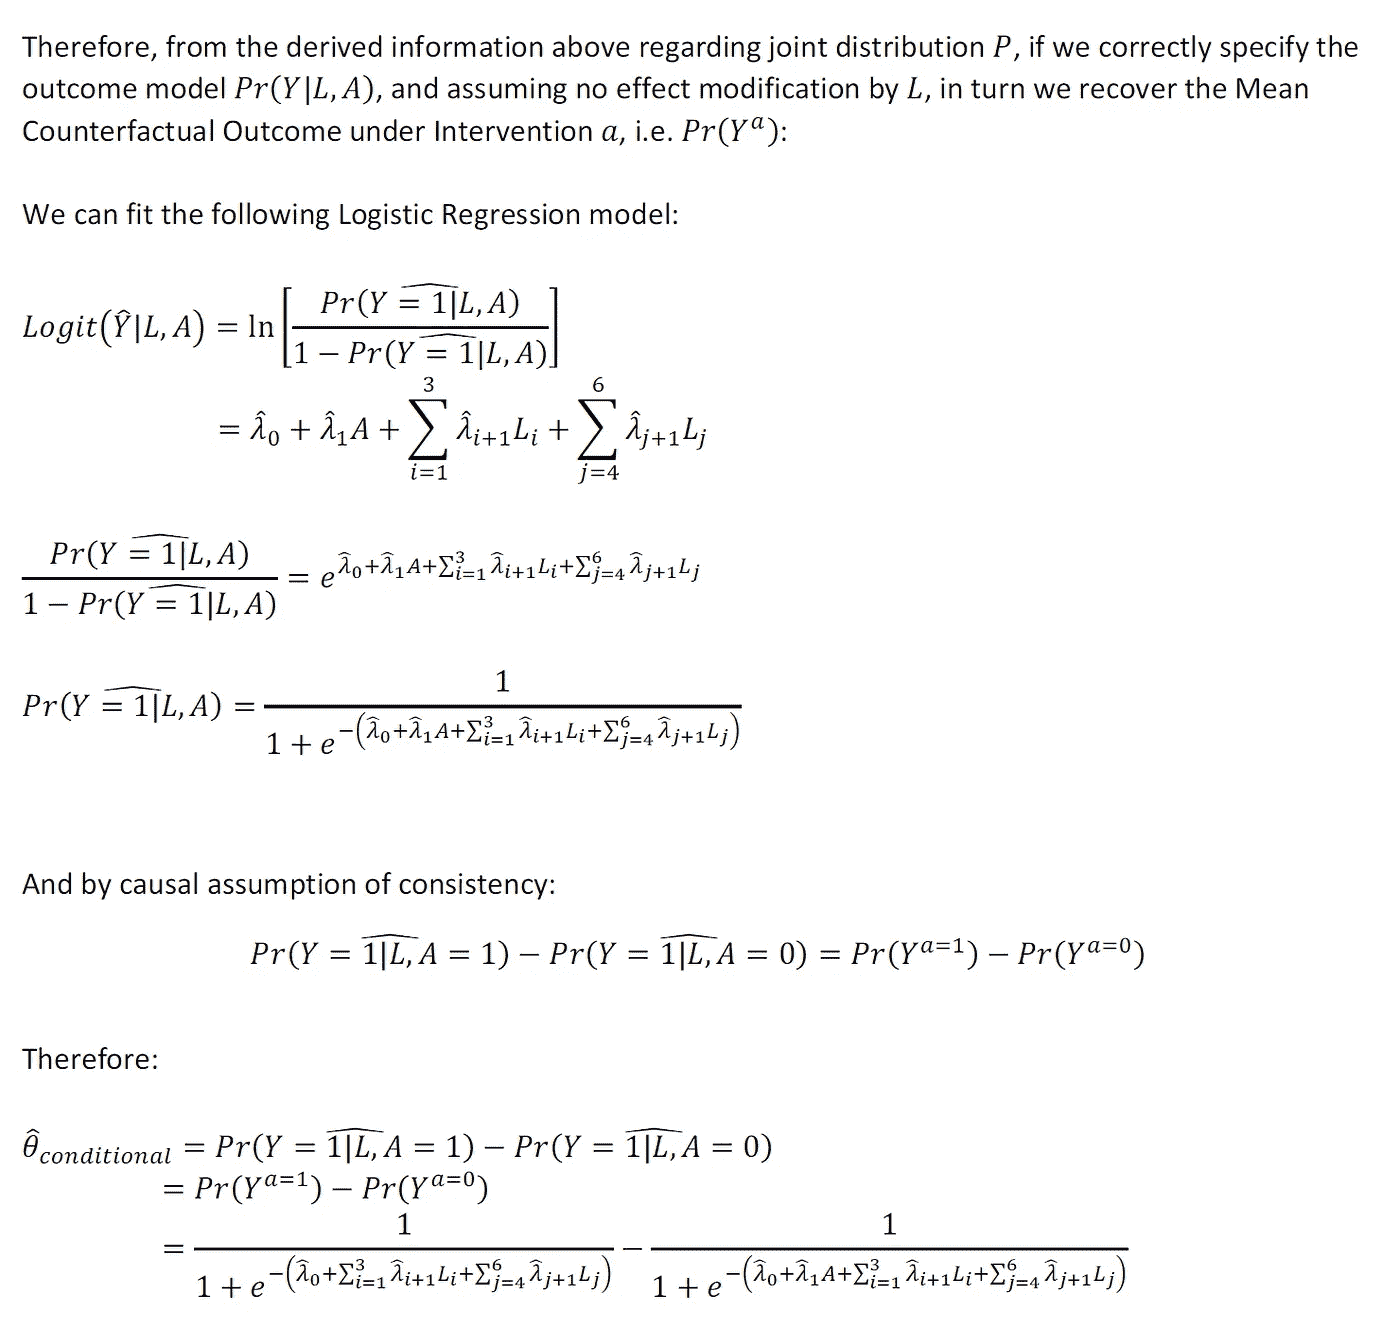 Therefore, from the derived information above regarding joint distribution P, if we correctly specify the
outcome model Pr(Y|L, A), and assuming no effect modification by L, in turn we recover the Mean
Counterfactual Outcome under Intervention a, i.e. Pr(Yᵃ):
We can fit the following Logistic Regression model:
$Logit(\hat{Y}|L, A) = \ln\left[\frac{Pr(Y \widehat{= 1|}L, A)}{1 - Pr(Y \widehat{= 1|}L, A)}\right]$
$= \hat{\lambda}_0 + \hat{\lambda}_1 A + \sum_{i=1}^{3} \hat{\lambda}_{i+1} L_i + \sum_{j=4}^{6} \hat{\lambda}_{j+1} L_j$
$\frac{Pr(Y \widehat{= 1|}L, A)}{1 - Pr(Y \widehat{= 1|}L, A)} = e^{\hat{\lambda}_0 + \hat{\lambda}_1 A + \sum_{i=1}^{3} \hat{\lambda}_{i+1} L_i + \sum_{j=4}^{6} \hat{\lambda}_{j+1} L_j}$
$Pr(Y \widehat{= 1|}L, A) = \frac{1}{1 + e^{-\left(\hat{\lambda}_0 + \hat{\lambda}_1 A + \sum_{i=1}^{3} \hat{\lambda}_{i+1} L_i + \sum_{j=4}^{6} \hat{\lambda}_{j+1} L_j\right)}}$
And by causal assumption of consistency:
$Pr(Y = \widehat{1|L,} A = 1) - Pr(Y = \widehat{1|L,} A = 0) = Pr(Y^{a=1}) - Pr(Y^{a=0})$
Therefore:
$\hat{\theta}_{conditional} = Pr(Y = \widehat{1|L,} A = 1) - Pr(Y = \widehat{1|L,} A = 0)$
$= Pr(Y^{a=1}) - Pr(Y^{a=0})$
$= \frac{1}{1 + e^{-\left(\hat{\lambda}_0 + \sum_{i=1}^{3} \hat{\lambda}_{i+1} L_i + \sum_{j=4}^{6} \hat{\lambda}_{j+1} L_j\right)}} - \frac{1}{1 + e^{-\left(\hat{\lambda}_0 + \hat{\lambda}_1 A + \sum_{i=1}^{3} \hat{\lambda}_{i+1} L_i + \sum_{j=4}^{6} \hat{\lambda}_{j+1} L_j\right)}}$